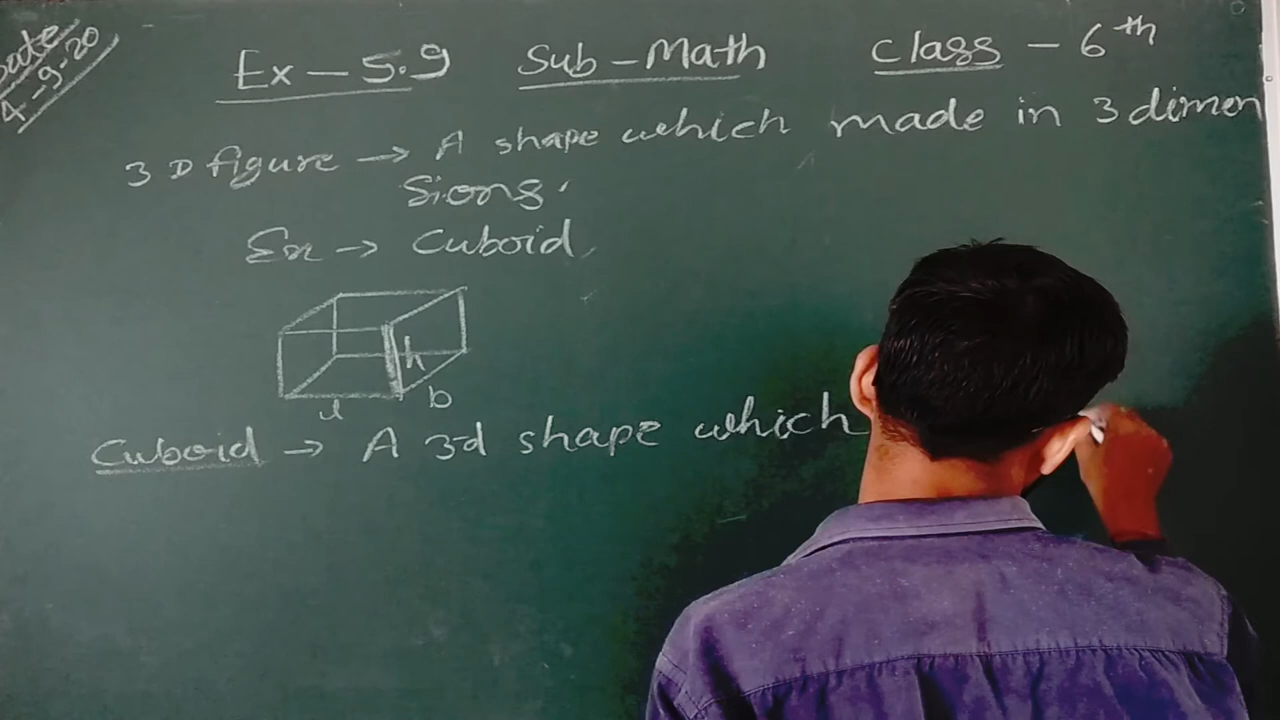 Date
4-9-20
Ex-5.9 Sub-Math Class - 6th
3D figure → A shape which made in 3 dimen
sions.
Ex → Cuboid
h
l b
Cuboid → A 3-d shape which